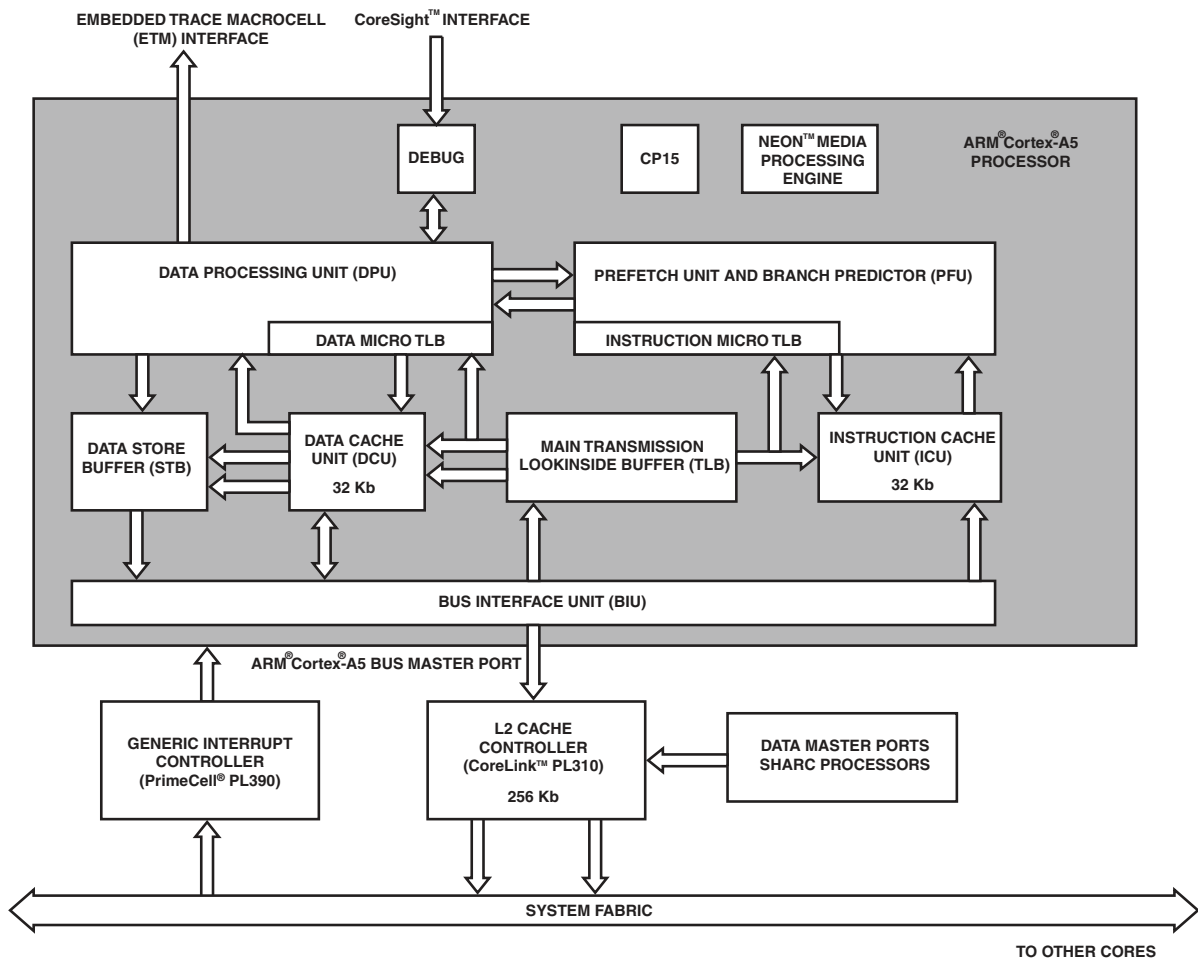 EMBEDDED TRACE MACROCELL
(ETM) INTERFACE
CoreSight™ INTERFACE
DEBUG
CP15
NEON™ MEDIA
PROCESSING
ENGINE
ARM® Cortex®-A5
PROCESSOR
DATA PROCESSING UNIT (DPU)
PREFETCH UNIT AND BRANCH PREDICTOR (PFU)
DATA MICRO TLB
INSTRUCTION MICRO TLB
DATA STORE
BUFFER (STB)
DATA CACHE
UNIT (DCU)
32 Kb
MAIN TRANSMISSION
LOOKINSIDE BUFFER (TLB)
INSTRUCTION CACHE
UNIT (ICU)
32 Kb
BUS INTERFACE UNIT (BIU)
ARM® Cortex®-A5 BUS MASTER PORT
GENERIC INTERRUPT
CONTROLLER
(PrimeCell® PL390)
L2 CACHE
CONTROLLER
(CoreLink™ PL310)
256 Kb
DATA MASTER PORTS
SHARC PROCESSORS
SYSTEM FABRIC
TO OTHER CORES